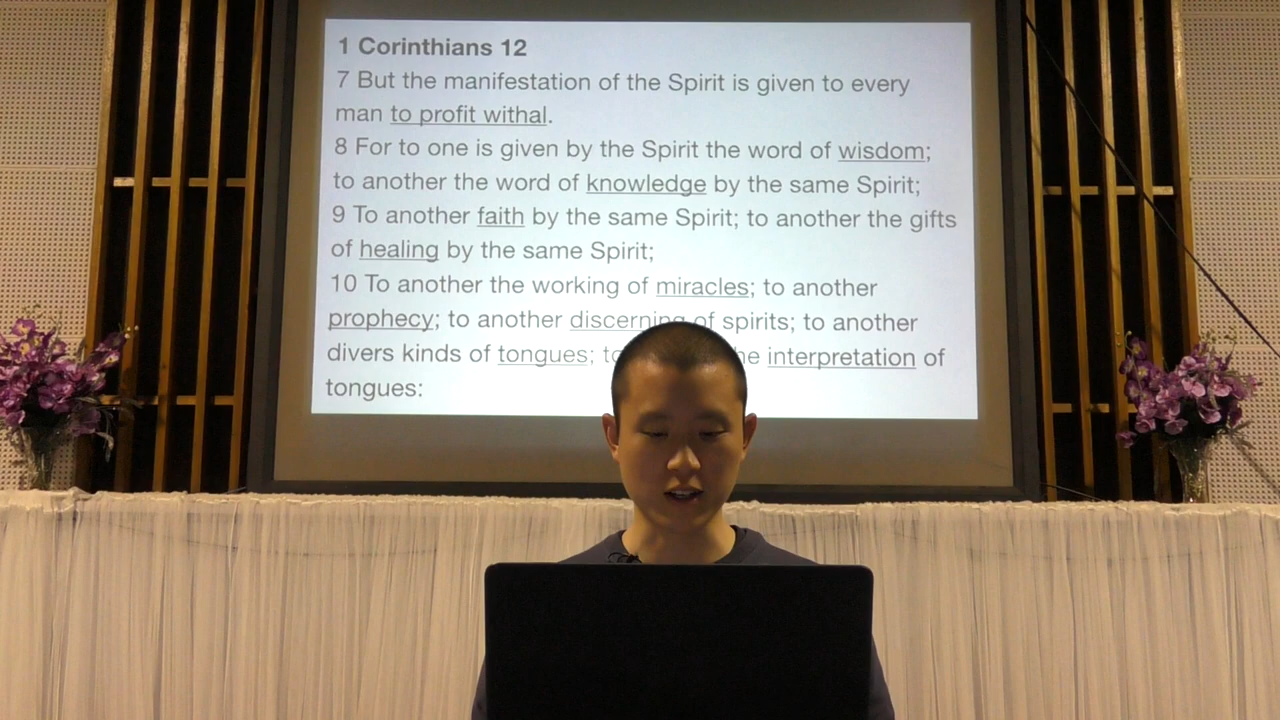 1 Corinthians 12
7 But the manifestation of the Spirit is given to every
man to profit withal.
8 For to one is given by the Spirit the word of wisdom;
to another the word of knowledge by the same Spirit;
9 To another faith by the same Spirit; to another the gifts
of healing by the same Spirit;
10 To another the working of miracles; to another
prophecy; to another discerning of spirits; to another
divers kinds of tongues; interpretation of
tongues: